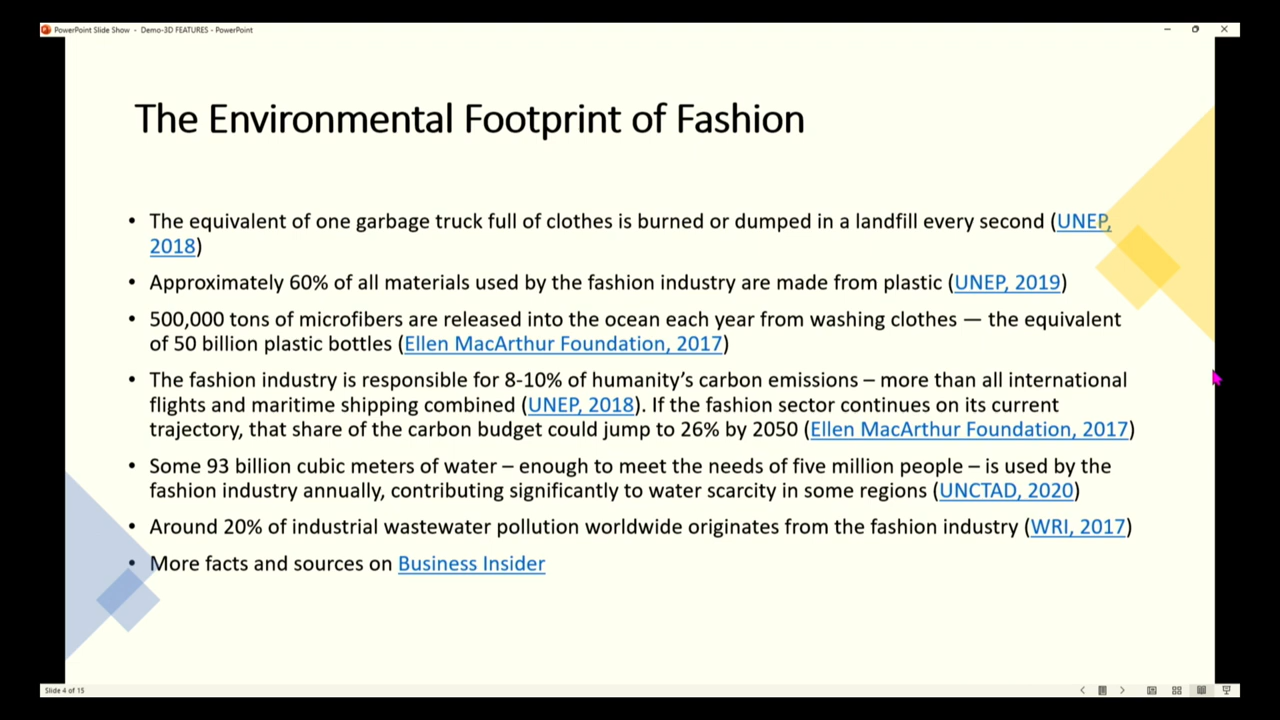 PowerPoint Slide Show - Demo-3D FEATURES - PowerPoint
The Environmental Footprint of Fashion
• The equivalent of one garbage truck full of clothes is burned or dumped in a landfill every second (UNEP,
2018)
• Approximately 60% of all materials used by the fashion industry are made from plastic (UNEP, 2019)
• 500,000 tons of microfibers are released into the ocean each year from washing clothes — the equivalent
of 50 billion plastic bottles (Ellen MacArthur Foundation, 2017)
• The fashion industry is responsible for 8-10% of humanity’s carbon emissions – more than all international
flights and maritime shipping combined (UNEP, 2018). If the fashion sector continues on its current
trajectory, that share of the carbon budget could jump to 26% by 2050 (Ellen MacArthur Foundation, 2017)
• Some 93 billion cubic meters of water – enough to meet the needs of five million people – is used by the
fashion industry annually, contributing significantly to water scarcity in some regions (UNCTAD, 2020)
• Around 20% of industrial wastewater pollution worldwide originates from the fashion industry (WRI, 2017)
• More facts and sources on Business Insider
Slide 4 of 15